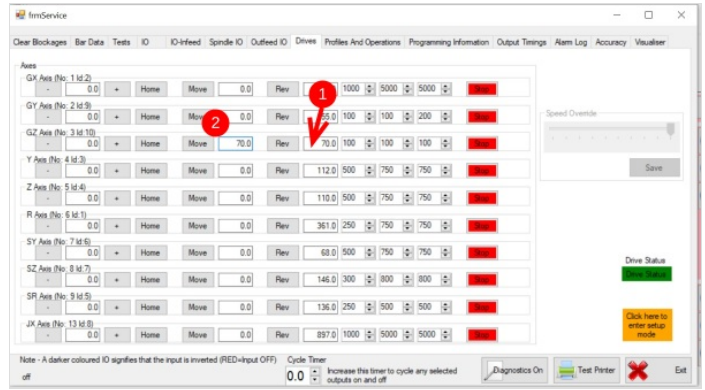 frmService
Clear Blockages Bar Data Tests IO IO-Infeed Spindle IO Outfeed IO Drives Profiles And Operations Programming Information Output Timings Alarm Log Accuracy Visualiser
Axes
GX Axis (No: 1 Id:2)
- 0.0 + Home Move 0.0 Rev 1000 5000 5000 Stop
1
GY Axis (No: 2 Id:9)
- 0.0 + Home Move 0.0 Rev 55.0 100 100 200 Stop
Speed Override
2
GZ Axis (No: 3 Id:10)
- 0.0 + Home Move 70.0 Rev 70.0 100 100 100 Stop
Y Axis (No: 4 Id:3)
- 0.0 + Home Move 0.0 Rev 112.0 500 750 750 Stop
Save
Z Axis (No: 5 Id:4)
- 0.0 + Home Move 0.0 Rev 110.0 500 750 750 Stop
R Axis (No: 6 Id:1)
- 0.0 + Home Move 0.0 Rev 361.0 250 750 750 Stop
SY Axis (No: 7 Id:6)
- 0.0 + Home Move 0.0 Rev 68.0 500 750 750 Stop
Drive Status
SZ Axis (No: 8 Id:7)
- 0.0 + Home Move 0.0 Rev 146.0 300 800 800 Stop
Drive Status
SR Axis (No: 9 Id:5)
- 0.0 + Home Move 0.0 Rev 136.0 250 500 500 Stop
JX Axis (No: 13 Id:8)
- 0.0 + Home Move 0.0 Rev 897.0 1000 5000 5000 Stop
Click here to
enter setup
mode
Note - A darker coloured IO signifies that the input is inverted (RED=Input OFF)
off
Cycle Timer
0.0
Increase this timer to cycle any selected
outputs on and off
Diagnostics On
Test Printer
Exit